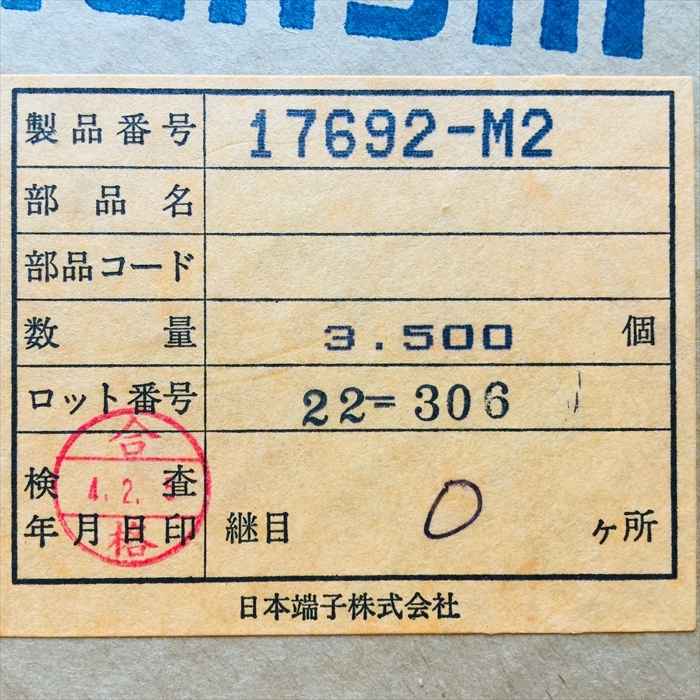 製品番号 17692-M2
部品名
部品コード
数量 3.500 個
ロット番号 22=306
合格
4.2.
検査
年月日印 継目 0 ヶ所
日本端子株式会社